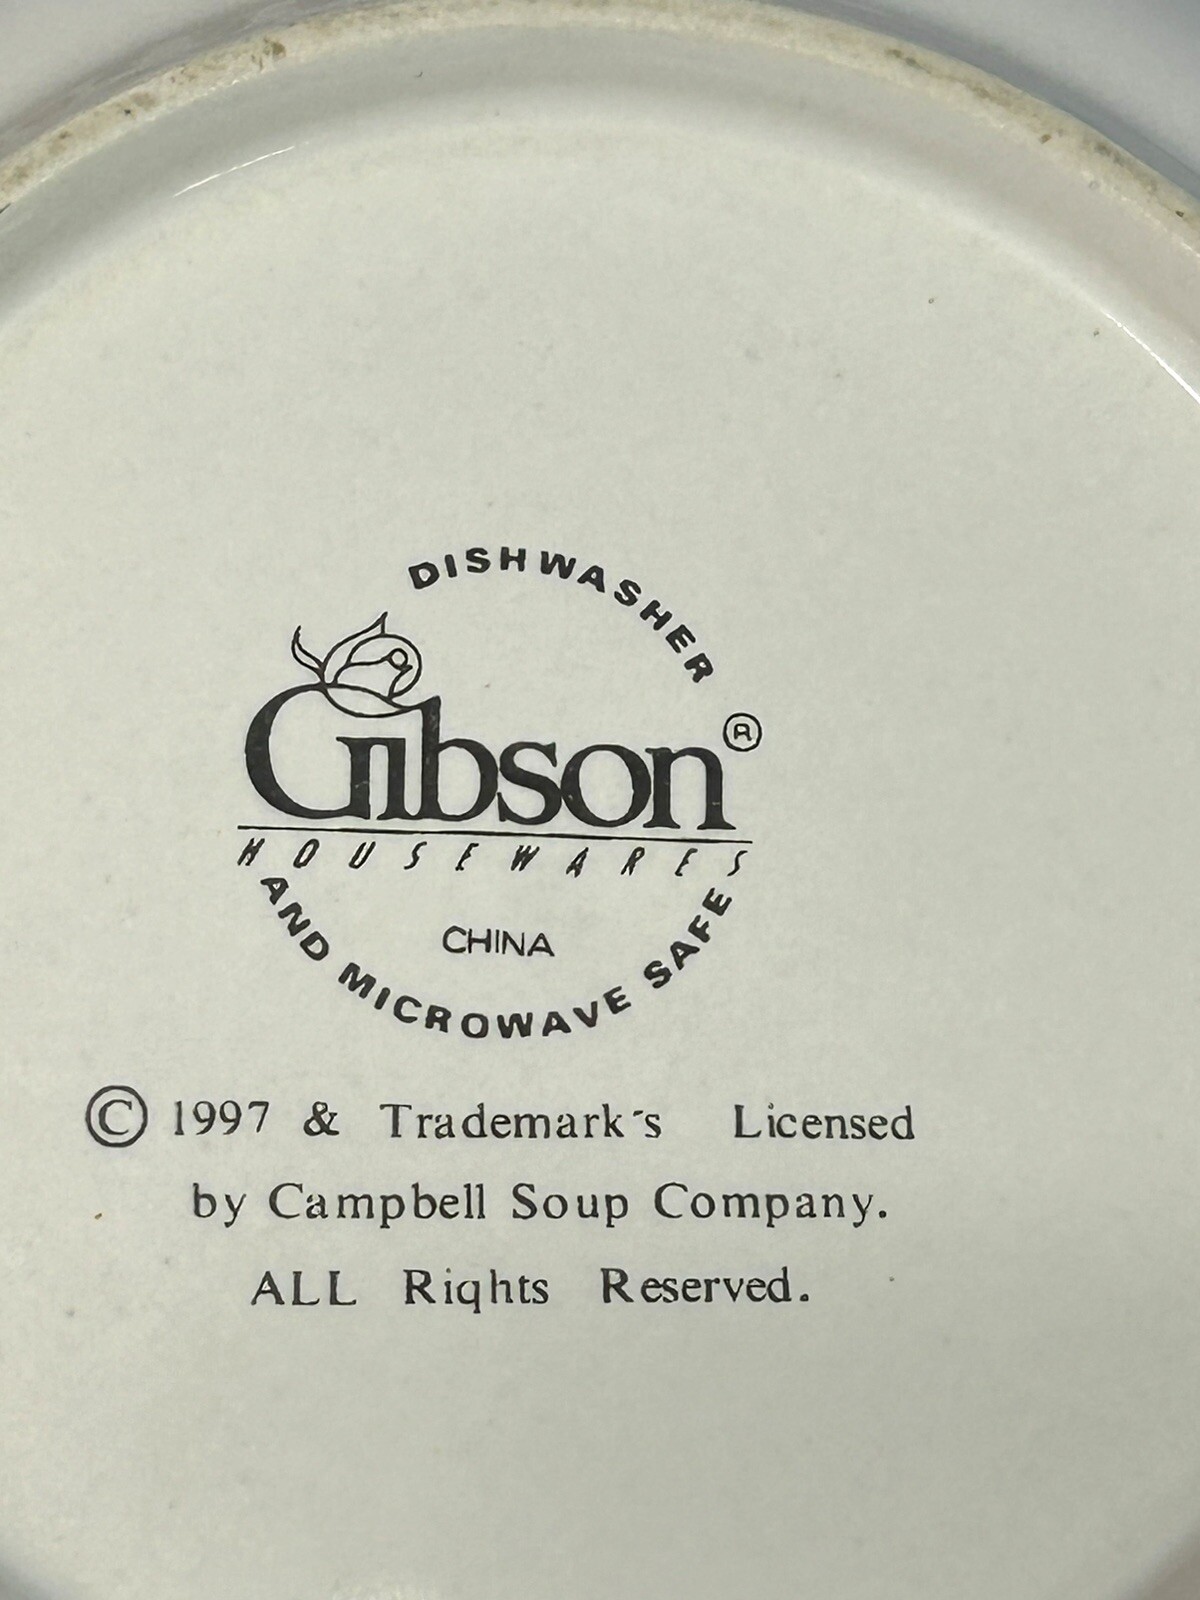 DISHWASHER
Gibson®
HOUSEWARES
CHINA
AND MICROWAVE SAFE
© 1997 & Trademark´s Licensed
by Campbell Soup Company.
ALL Riqhts Reserved.